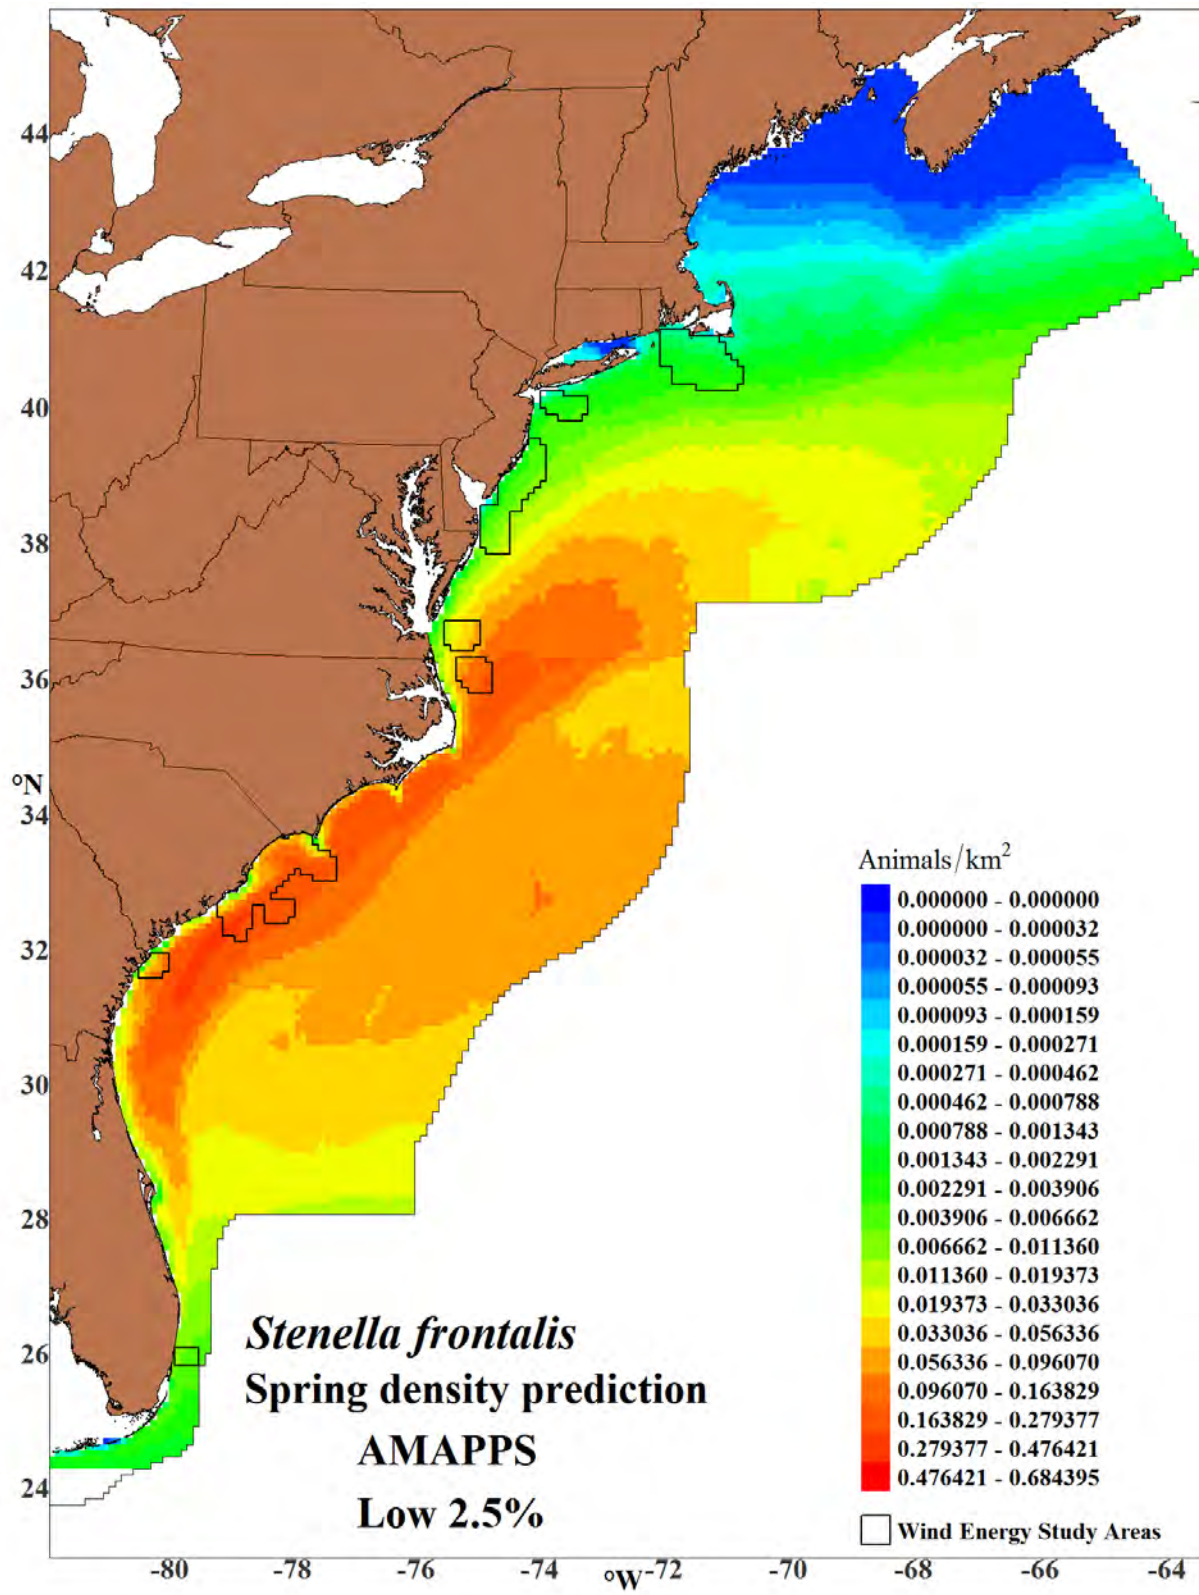 44
42
40
38
36
°N
34
32
30
28
26
24
Animals/km²
0.000000 - 0.000000
0.000000 - 0.000032
0.000032 - 0.000055
0.000055 - 0.000093
0.000093 - 0.000159
0.000159 - 0.000271
0.000271 - 0.000462
0.000462 - 0.000788
0.000788 - 0.001343
0.001343 - 0.002291
0.002291 - 0.003906
0.003906 - 0.006662
0.006662 - 0.011360
0.011360 - 0.019373
0.019373 - 0.033036
0.033036 - 0.056336
0.056336 - 0.096070
0.096070 - 0.163829
0.163829 - 0.279377
0.279377 - 0.476421
0.476421 - 0.684395
Wind Energy Study Areas
Stenella frontalis
Spring density prediction
AMAPPS
Low 2.5%
-80 -78 -76 -74 -72 -70 -68 -66 -64
°W